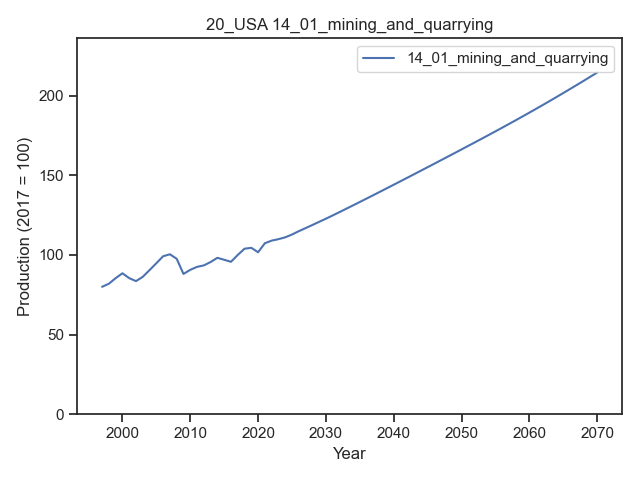 20_USA 14_01_mining_and_quarrying
14_01_mining_and_quarrying
Production (2017 = 100)
200
150
100
50
0
2000 2010 2020 2030 2040 2050 2060 2070
Year